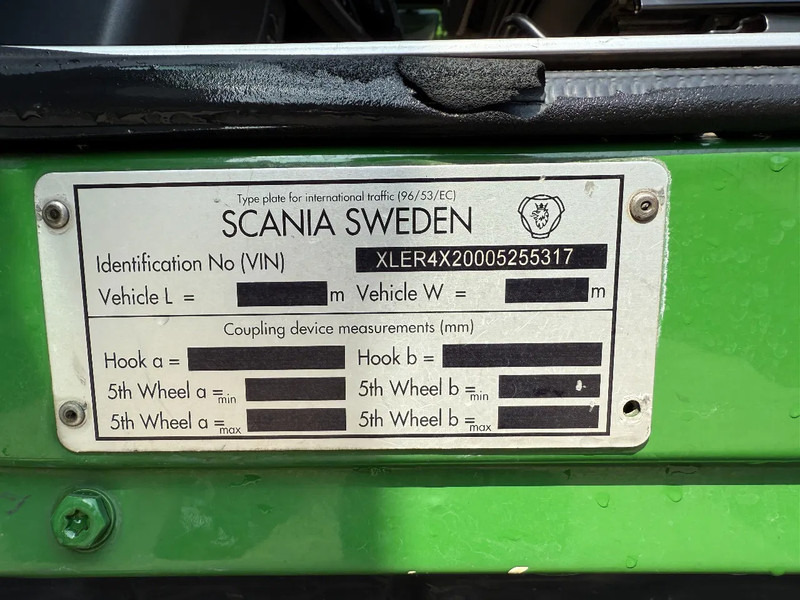 Type plate for international traffic (96/53/EC)
SCANIA SWEDEN
Identification No (VIN) XLER4X20005255317
Vehicle L = m Vehicle W = m
Coupling device measurements (mm)
Hook a = Hook b =
5th Wheel a =min 5th Wheel b =min
5th Wheel a =max 5th Wheel b =max